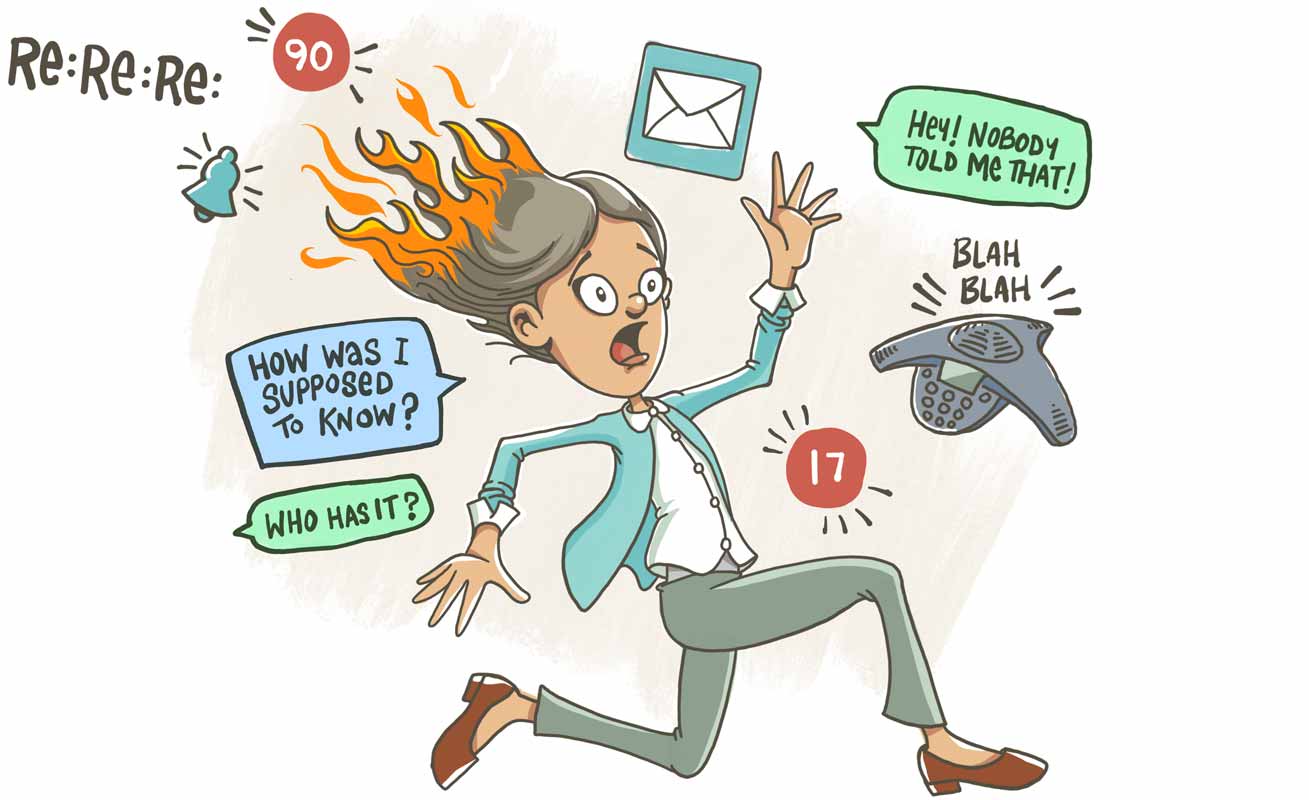 Re:Re:Re:
90
Hey! NOBODY
TOLD Me THAT!
BLAH
BLAH
HOW WAS I
SUPPOSED
TO KNOW?
17
WHO HAS IT?